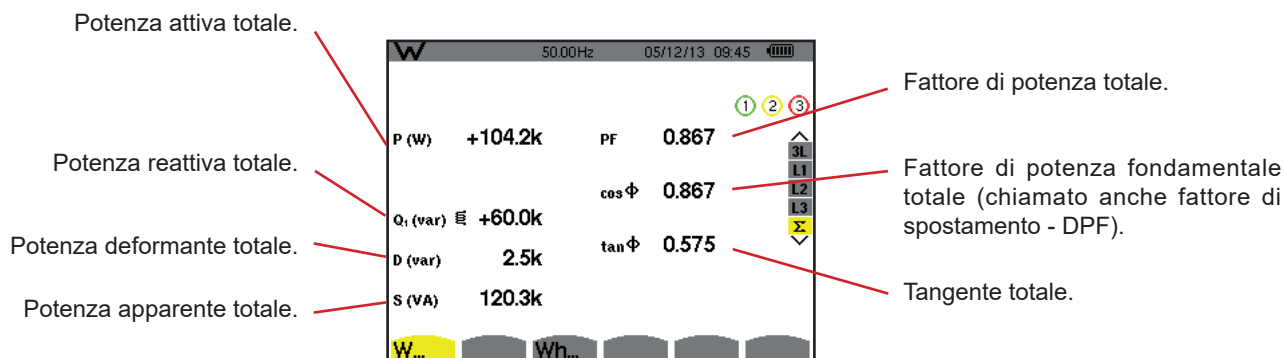 Potenza attiva totale.
W 50.00Hz 05/12/13 09:45
Fattore di potenza totale.
1 2 3
P (W) +104.2k PF 0.867
3L
L1
L2
L3
Σ
Potenza reattiva totale.
Fattore di potenza fondamentale
totale (chiamato anche fattore di
spostamento - DPF).
cos Φ 0.867
Q₁ (var) +60.0k
tan Φ 0.575
Potenza deformante totale.
D (var) 2.5k
Tangente totale.
Potenza apparente totale.
S (VA) 120.3k
W... Wh...